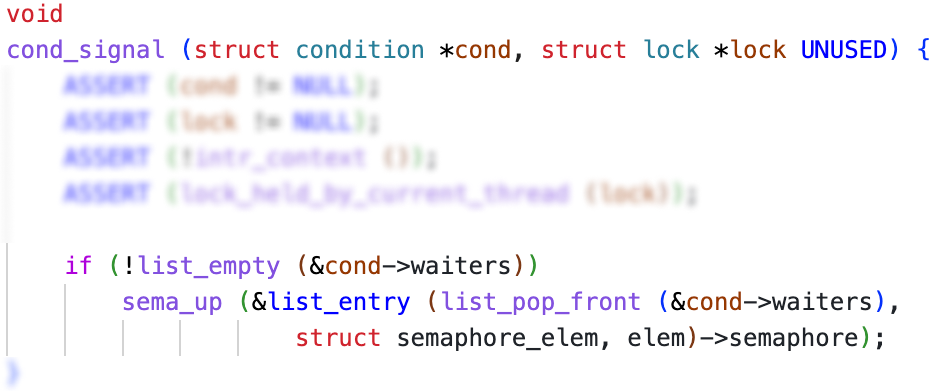 void
cond_signal (struct condition *cond, struct lock *lock UNUSED) {
ASSERT (cond != NULL);
ASSERT (lock != NULL);
ASSERT (!intr_context ());
ASSERT (lock_held_by_current_thread (lock));
if (!list_empty (&cond->waiters))
sema_up (&list_entry (list_pop_front (&cond->waiters),
struct semaphore_elem, elem)->semaphore);
}